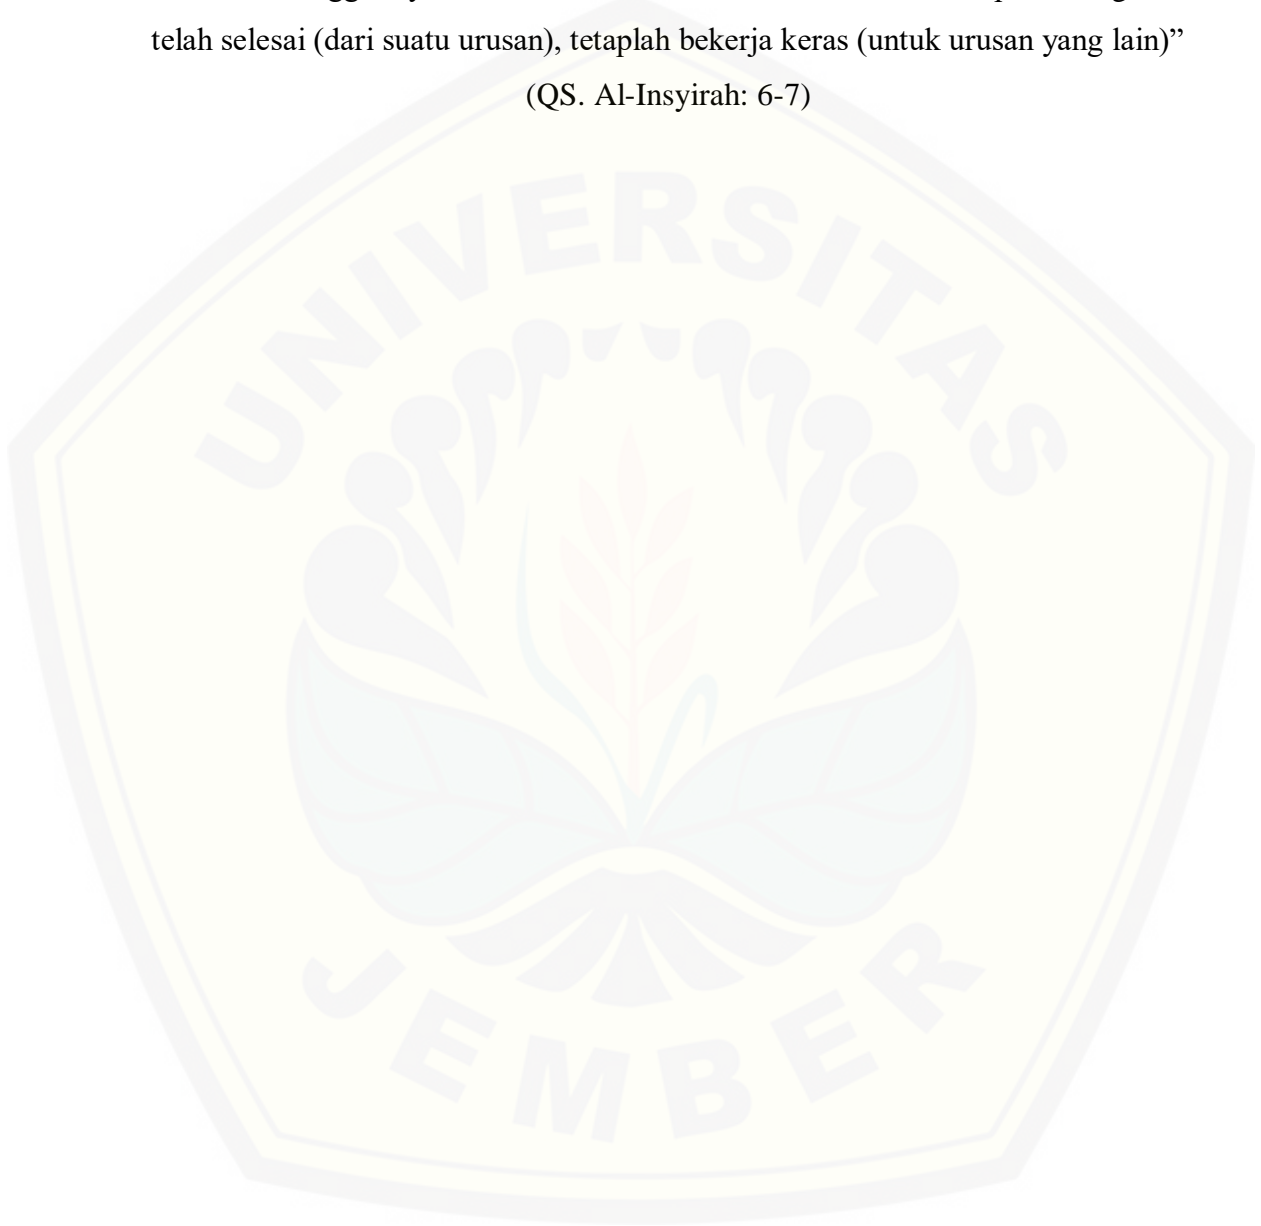 telah selesai (dari suatu urusan), tetaplah bekerja keras (untuk urusan yang lain)”
(QS. Al-Insyirah: 6-7)
UNIVERSITAS
JEMBER